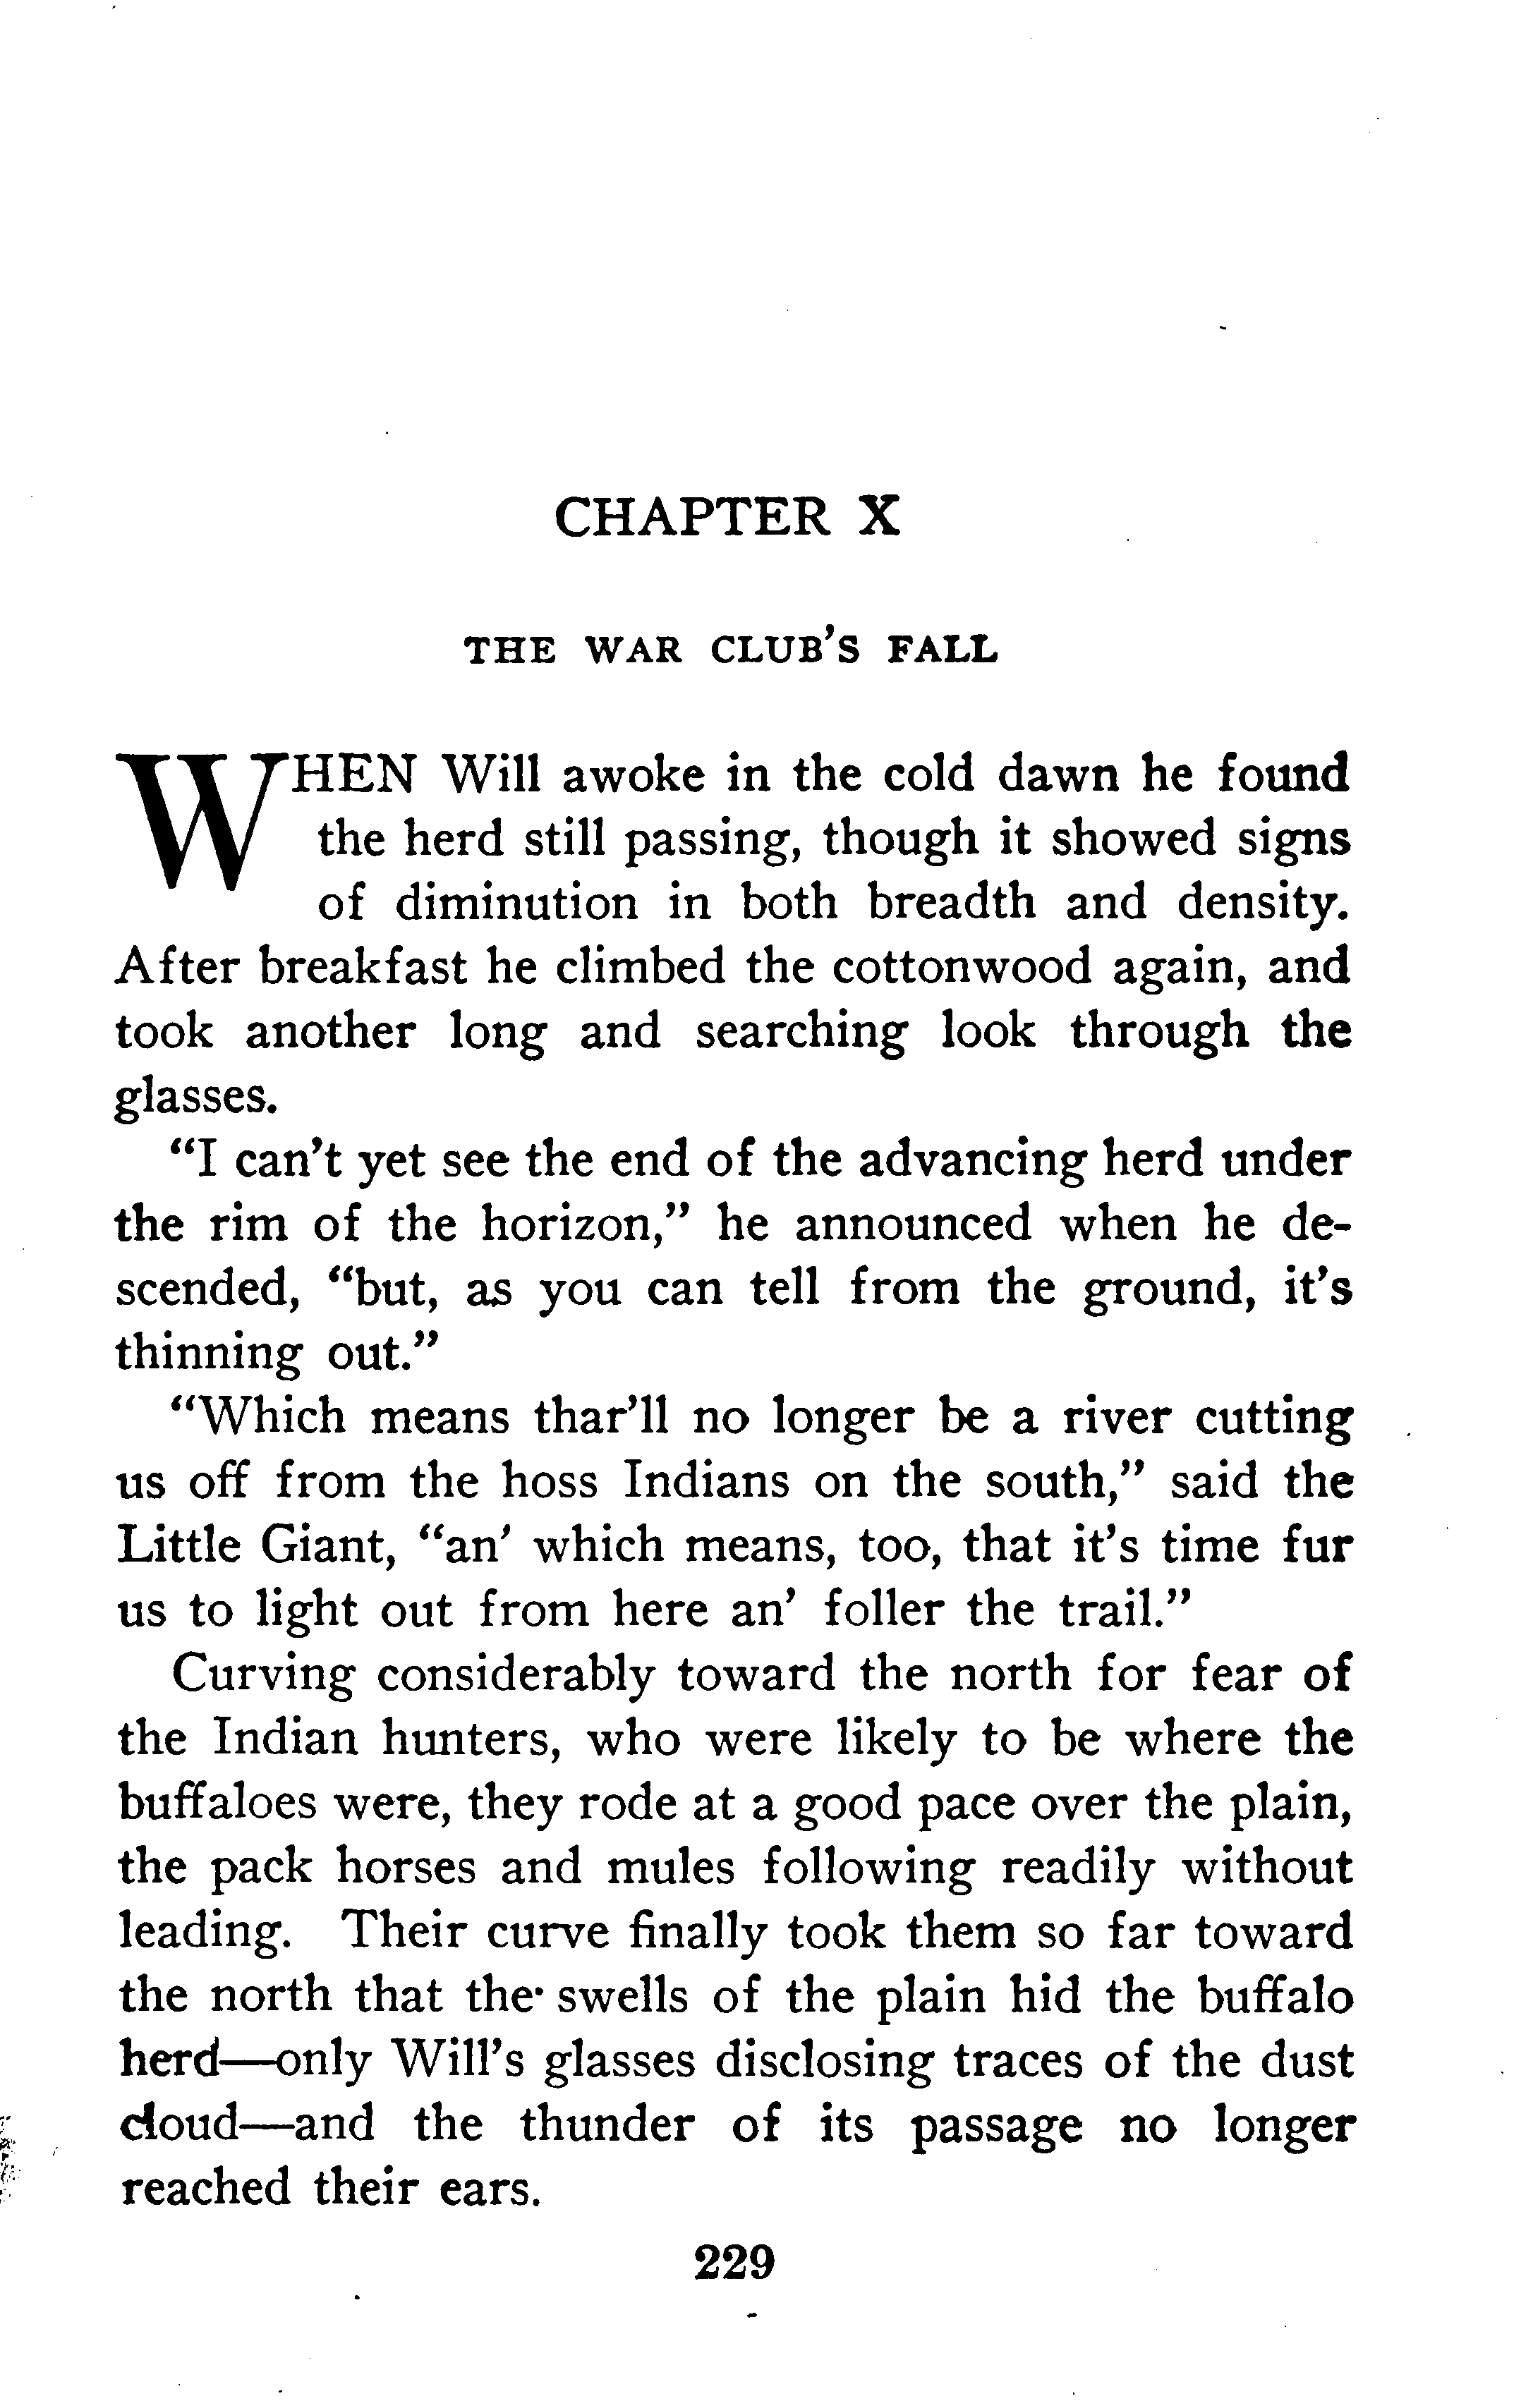 CHAPTER X
THE WAR CLUB'S FALL
WHEN Will awoke in the cold dawn he found
the herd still passing, though it showed signs
of diminution in both breadth and density.
After breakfast he climbed the cottonwood again, and
took another long and searching look through the
glasses.
"I can't yet see the end of the advancing herd under
the rim of the horizon," he announced when he de-
scended, "but, as you can tell from the ground, it's
thinning out."
"Which means thar'll no longer be a river cutting
us off from the hoss Indians on the south," said the
Little Giant, "an' which means, too, that it's time fur
us to light out from here an' foller the trail."
Curving considerably toward the north for fear of
the Indian hunters, who were likely to be where the
buffaloes were, they rode at a good pace over the plain,
the pack horses and mules following readily without
leading. Their curve finally took them so far toward
the north that the swells of the plain hid the buffalo
herd—only Will's glasses disclosing traces of the dust
cloud—and the thunder of its passage no longer
reached their ears.
229